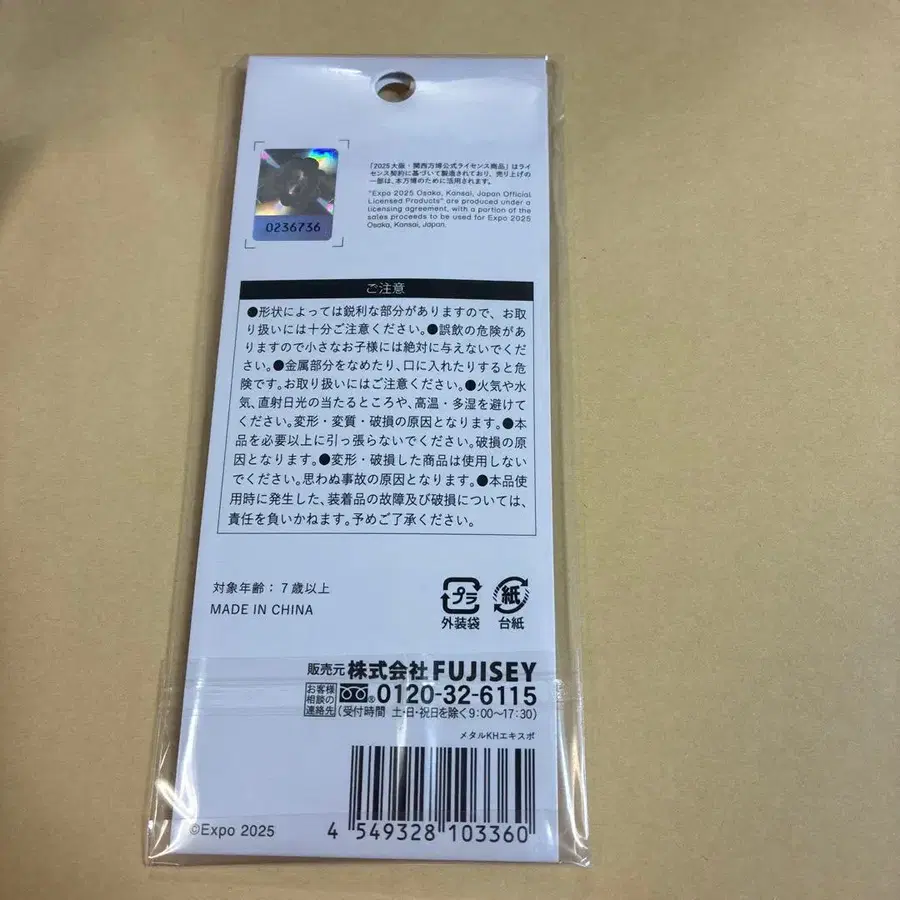 「2025大阪・関西万博公式ライセンス商品」はライ
センス契約に基づいて製造されており、売り上げの
一部は、本万博のために活用されます。
"Expo 2025 Osaka, Kansai, Japan Official
Licensed Products" are produced under a
licensing agreement, with a portion of the
sales proceeds to be used for Expo 2025
Osaka, Kansai, Japan.
0236736
ご注意
●形状によっては鋭利な部分がありますので、お取
り扱いには十分ご注意ください。●誤飲の危険があ
りますので小さなお子様には絶対に与えないでくだ
さい。●金属部分をなめたり、口に入れたりすると危
険です。お取り扱いにはご注意ください。●火気や水
気、直射日光の当たるところや、高温・多湿を避けて
ください。変形・変質・破損の原因となります。●本
品を必要以上に引っ張らないでください。破損の原
因となります。●変形・破損した商品は使用しない
でください。思わぬ事故の原因となります。●本品使
用時に発生した、装着品の故障及び破損については、
責任を負いかねます。予めご了承ください。
対象年齢：7歳以上
MADE IN CHINA
プラ
外装袋
紙
台紙
販売元 株式会社 FUJISEY
お客様
相談の
連絡先
® 0120-32-6115
(受付時間 土・日・祝日を除く9:00〜17:30)
メタルKHエキスポ
©Expo 2025
4 549328 103360